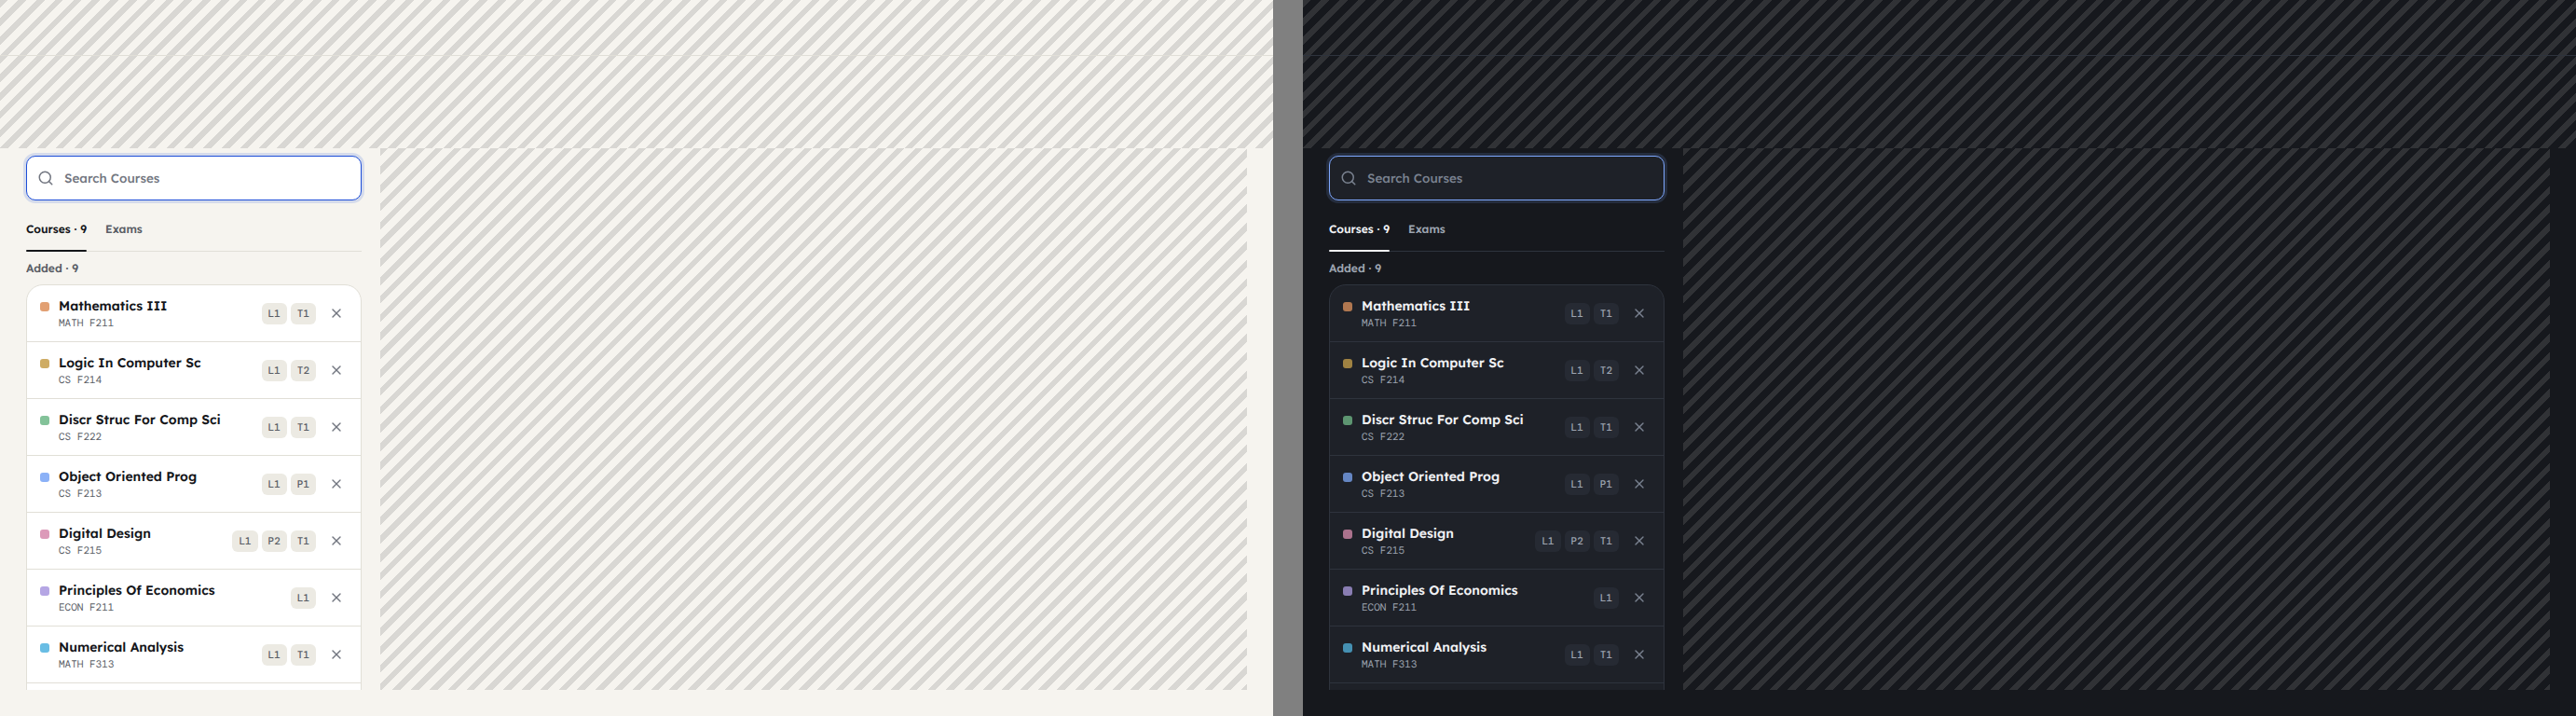 Search Courses
Courses · 9 Exams
Added · 9
Mathematics III L1 T1
MATH F211
Logic In Computer Sc L1 T2
CS F214
Discr Struc For Comp Sci L1 T1
CS F222
Object Oriented Prog L1 P1
CS F213
Digital Design L1 P2 T1
CS F215
Principles Of Economics L1
ECON F211
Numerical Analysis L1 T1
MATH F313
Search Courses
Courses · 9 Exams
Added · 9
Mathematics III L1 T1
MATH F211
Logic In Computer Sc L1 T2
CS F214
Discr Struc For Comp Sci L1 T1
CS F222
Object Oriented Prog L1 P1
CS F213
Digital Design L1 P2 T1
CS F215
Principles Of Economics L1
ECON F211
Numerical Analysis L1 T1
MATH F313